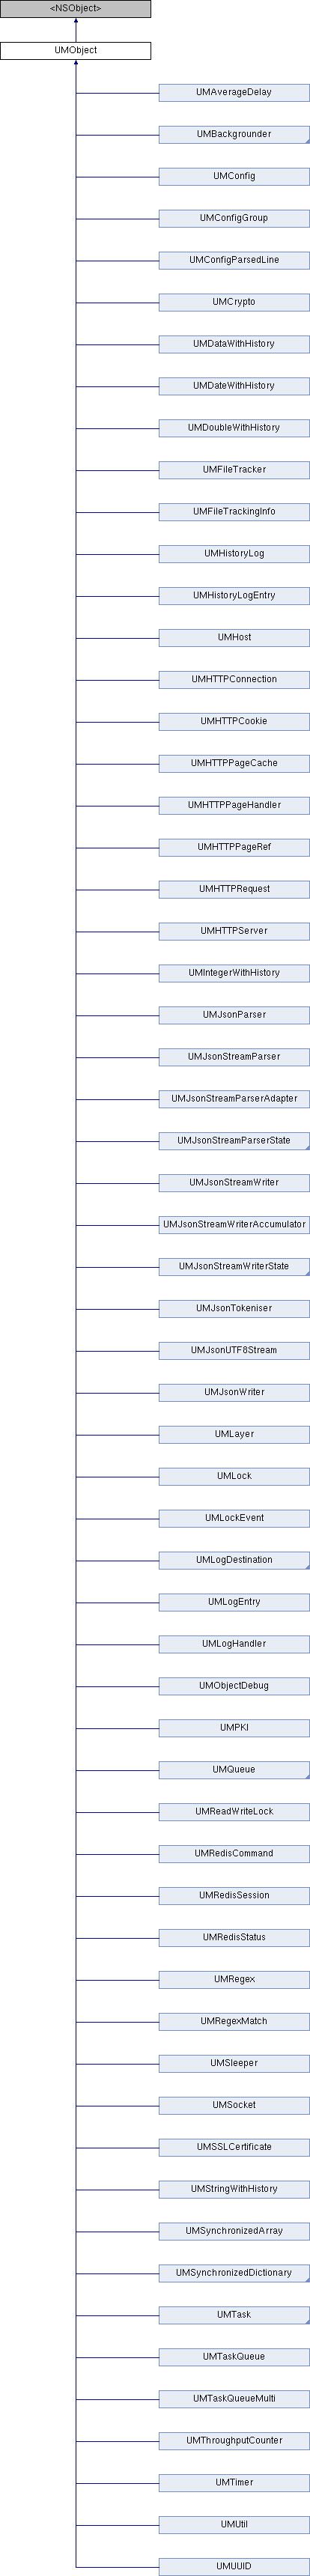 <NSObject>
UMObject
UMAverageDelay
UMBackgrounder
UMConfig
UMConfigGroup
UMConfigParsedLine
UMCrypto
UMDataWithHistory
UMDateWithHistory
UMDoubleWithHistory
UMFileTracker
UMFileTrackingInfo
UMHistoryLog
UMHistoryLogEntry
UMHost
UMHTTPConnection
UMHTTPCookie
UMHTTPPageCache
UMHTTPPageHandler
UMHTTPPageRef
UMHTTPRequest
UMHTTPServer
UMIntegerWithHistory
UMJsonParser
UMJsonStreamParser
UMJsonStreamParserAdapter
UMJsonStreamParserState
UMJsonStreamWriter
UMJsonStreamWriterAccumulator
UMJsonStreamWriterState
UMJsonTokeniser
UMJsonUTF8Stream
UMJsonWriter
UMLayer
UMLock
UMLockEvent
UMLogDestination
UMLogEntry
UMLogHandler
UMObjectDebug
UMPKI
UMQueue
UMReadWriteLock
UMRedisCommand
UMRedisSession
UMRedisStatus
UMRegex
UMRegexMatch
UMSleeper
UMSocket
UMSSLCertificate
UMStringWithHistory
UMSynchronizedArray
UMSynchronizedDictionary
UMTask
UMTaskQueue
UMTaskQueueMulti
UMThroughputCounter
UMTimer
UMUtil
UMUUID